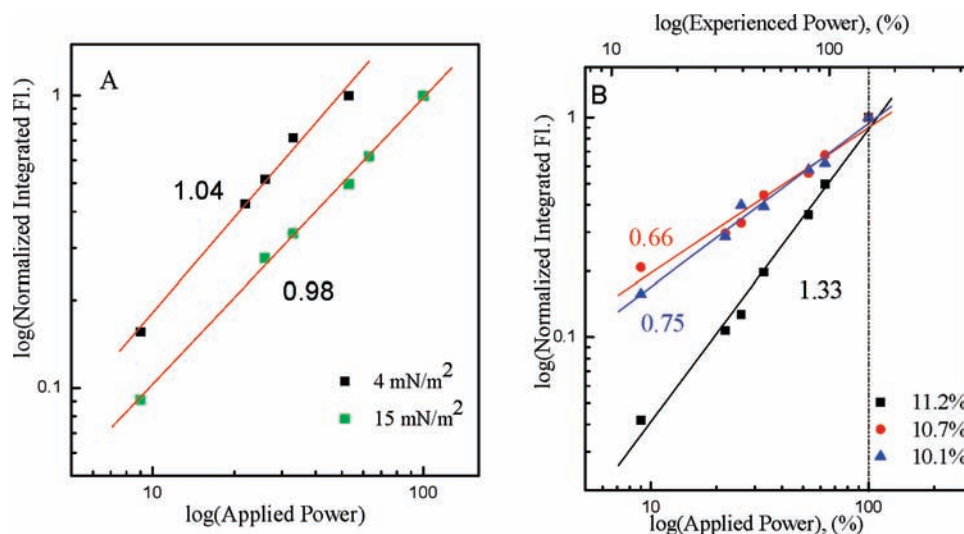 A
log(Normalized Integrated Fl.)
1
0.1
1.04
0.98
4 mN/m²
15 mN/m²
10
100
log(Applied Power)
log(Experienced Power), (%)
10
100
B
log(Normalized Integrated Fl.)
1
0.1
0.66
0.75
1.33
11.2%
10.7%
10.1%
10
100
log(Applied Power), (%)